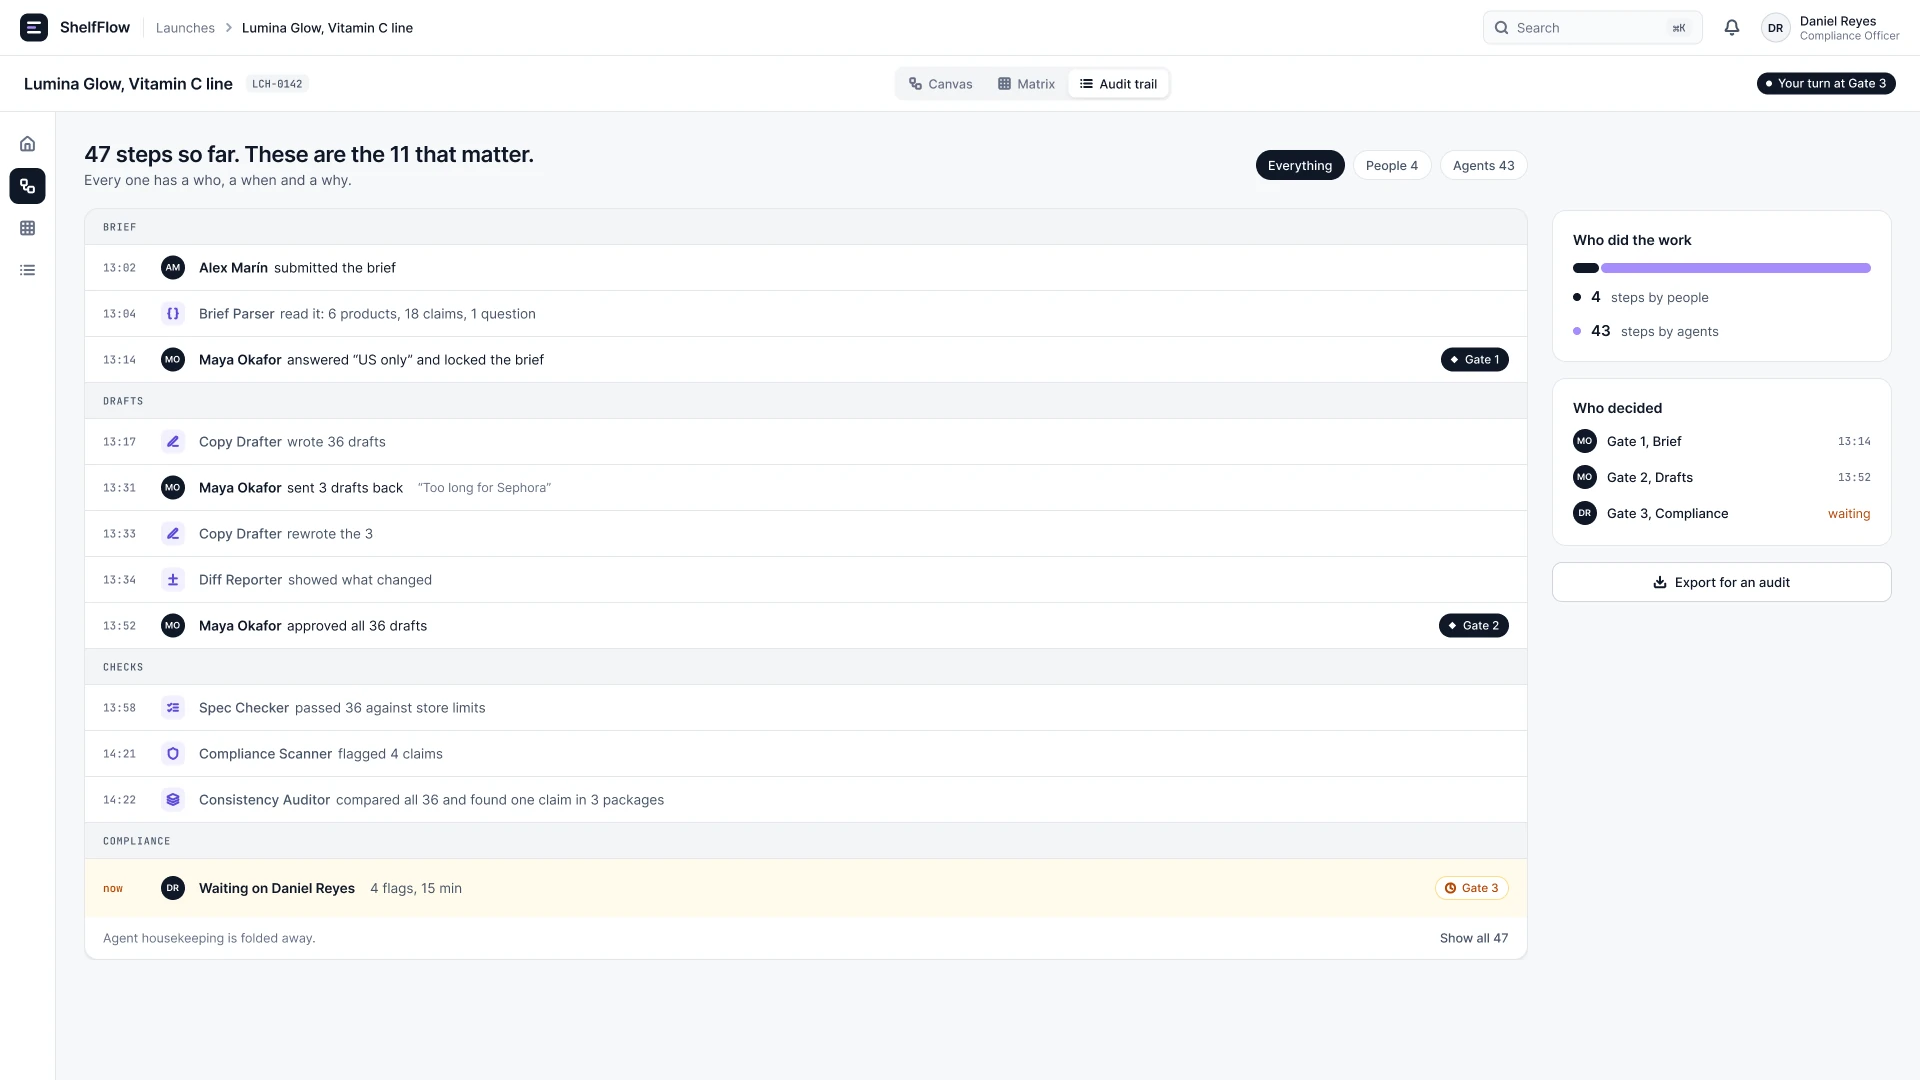 ShelfFlow
Launches
Lumina Glow, Vitamin C line
Search
⌘K
DR
Daniel Reyes
Compliance Officer
Lumina Glow, Vitamin C line
LCH-0142
Canvas
Matrix
Audit trail
Your turn at Gate 3
47 steps so far. These are the 11 that matter.
Every one has a who, a when and a why.
Everything
People 4
Agents 43
BRIEF
13:02 AM Alex Marín submitted the brief
13:04 {} Brief Parser read it: 6 products, 18 claims, 1 question
13:14 MO Maya Okafor answered “US only” and locked the brief Gate 1
DRAFTS
13:17 Copy Drafter wrote 36 drafts
13:31 MO Maya Okafor sent 3 drafts back “Too long for Sephora”
13:33 Copy Drafter rewrote the 3
13:34 Diff Reporter showed what changed
13:52 MO Maya Okafor approved all 36 drafts Gate 2
CHECKS
13:58 Spec Checker passed 36 against store limits
14:21 Compliance Scanner flagged 4 claims
14:22 Consistency Auditor compared all 36 and found one claim in 3 packages
COMPLIANCE
now DR Waiting on Daniel Reyes 4 flags, 15 min Gate 3
Agent housekeeping is folded away. Show all 47
Who did the work
4 steps by people
43 steps by agents
Who decided
MO Gate 1, Brief 13:14
MO Gate 2, Drafts 13:52
DR Gate 3, Compliance waiting
Export for an audit